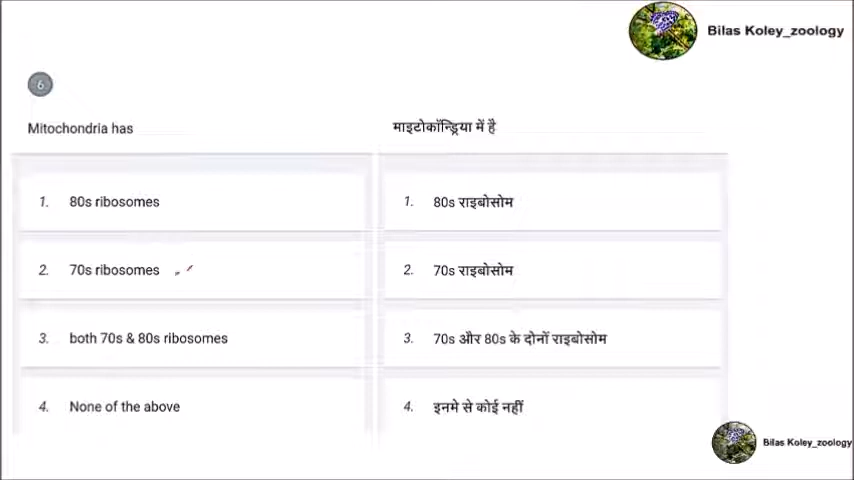 Bilas Koley_zoology
6
Mitochondria has
माइटोकॉन्ड्रिया में है
1. 80s ribosomes
1. 80s राइबोसोम
2. 70s ribosomes
2. 70s राइबोसोम
3. both 70s & 80s ribosomes
3. 70s और 80s के दोनों राइबोसोम
4. None of the above
4. इनमे से कोई नहीं
Bilas Koley_zoology